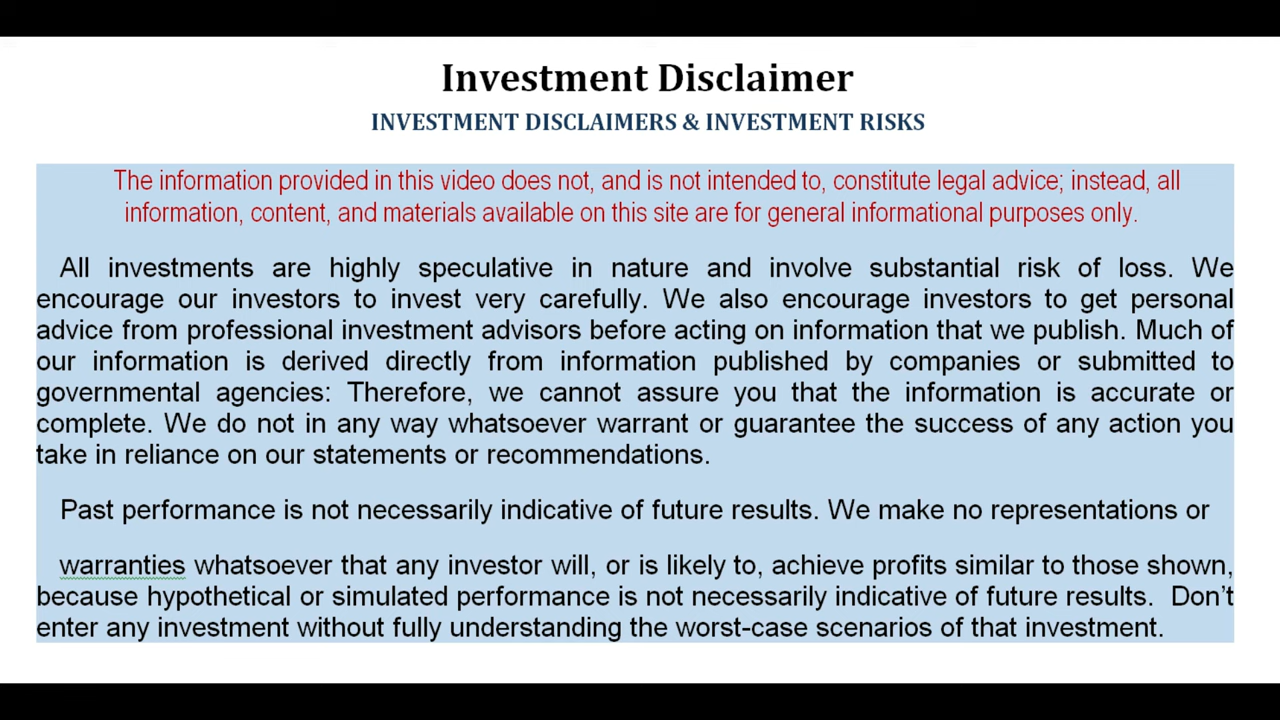 Investment Disclaimer
INVESTMENT DISCLAIMERS & INVESTMENT RISKS
The information provided in this video does not, and is not intended to, constitute legal advice; instead, all
information, content, and materials available on this site are for general informational purposes only.
All investments are highly speculative in nature and involve substantial risk of loss. We
encourage our investors to invest very carefully. We also encourage investors to get personal
advice from professional investment advisors before acting on information that we publish. Much of
our information is derived directly from information published by companies or submitted to
governmental agencies: Therefore, we cannot assure you that the information is accurate or
complete. We do not in any way whatsoever warrant or guarantee the success of any action you
take in reliance on our statements or recommendations.
Past performance is not necessarily indicative of future results. We make no representations or
warranties whatsoever that any investor will, or is likely to, achieve profits similar to those shown,
because hypothetical or simulated performance is not necessarily indicative of future results.  Don’t
enter any investment without fully understanding the worst-case scenarios of that investment.